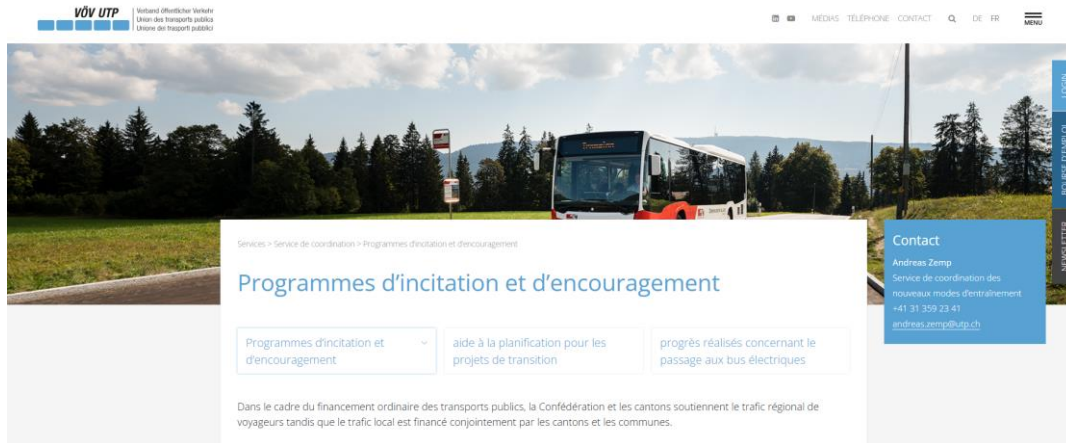 VÖV UTP
Verband öffentlicher Verkehr
Union des transports publics
Unione dei trasporti pubblici
MÉDIAS TÉLÉPHONE CONTACT
DE FR
MENU
LOGIN
BOURSE D'EMPLOI
NEWSLETTER
Tramelan
Services > Service de coordination > Programmes d'incitation et d'encouragement
Programmes d'incitation et d'encouragement
Contact
Andreas Zemp
Service de coordination des
nouveaux modes d'entraînement
+41 31 359 23 41
andreas.zemp@utp.ch
Programmes d'incitation et
d'encouragement
aide à la planification pour les
projets de transition
progrès réalisés concernant le
passage aux bus électriques
Dans le cadre du financement ordinaire des transports publics, la Confédération et les cantons soutiennent le trafic régional de
voyageurs tandis que le trafic local est financé conjointement par les cantons et les communes.